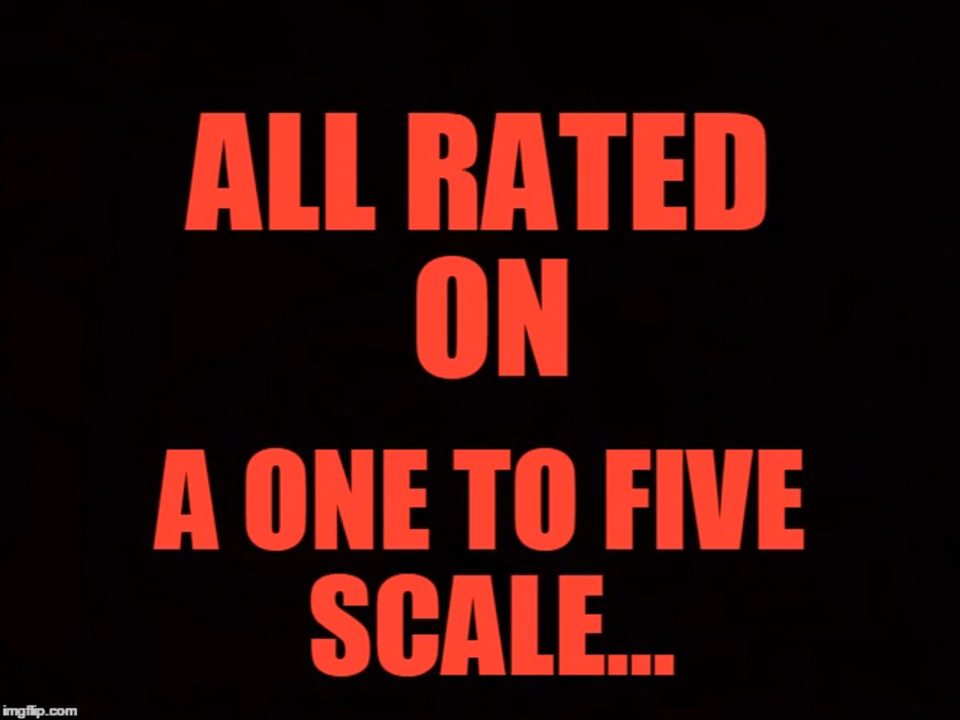 ALL RATED
ON
A ONE TO FIVE
SCALE...
imgflip.com